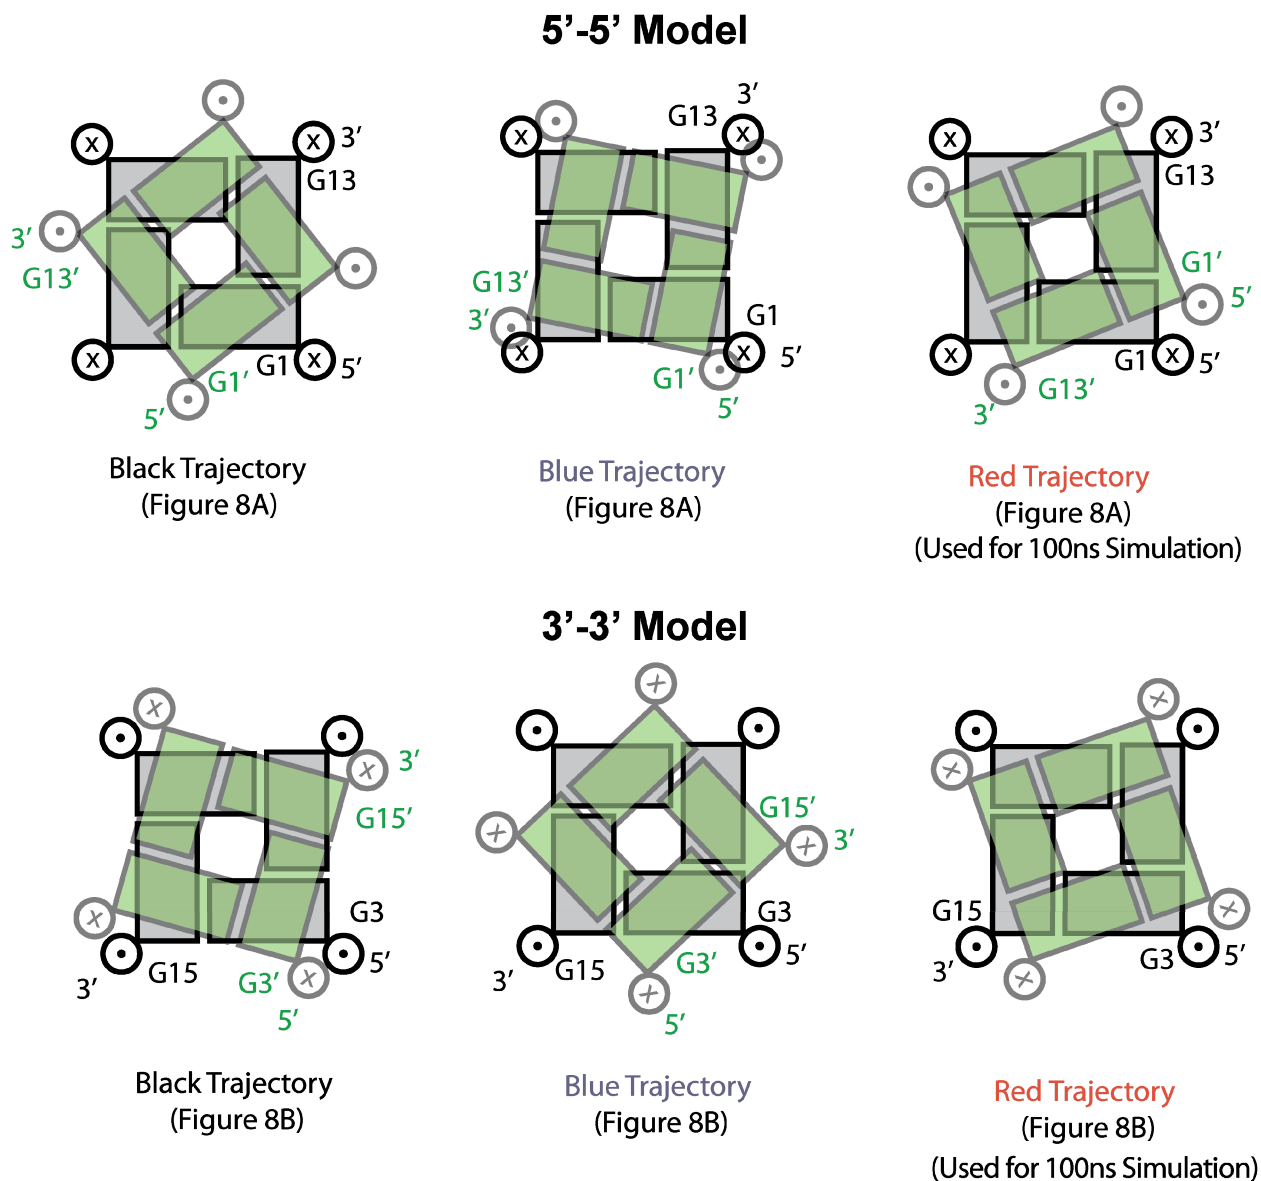 5’-5’ Model
X
X
3’
G13
3’
G13’
X
X
G1
5’
G1’
5’
Black Trajectory
(Figure 8A)
3’
G13
X
X
G13’
3’
X
X
G1
5’
G1’
5’
Blue Trajectory
(Figure 8A)
X
X
3’
G13
G1’
5’
X
X
G1
5’
G13’
3’
Red Trajectory
(Figure 8A)
(Used for 100ns Simulation)
3’-3’ Model
X
X
3’
G15’
X
G3
5’
3’
G15
G3’
X
5’
Black Trajectory
(Figure 8B)
X
X
G15’
X
3’
G3
5’
3’
G15
G3’
X
5’
Blue Trajectory
(Figure 8B)
X
X
X
G15
3’
G3
5’
X
Red Trajectory
(Figure 8B)
(Used for 100ns Simulation)